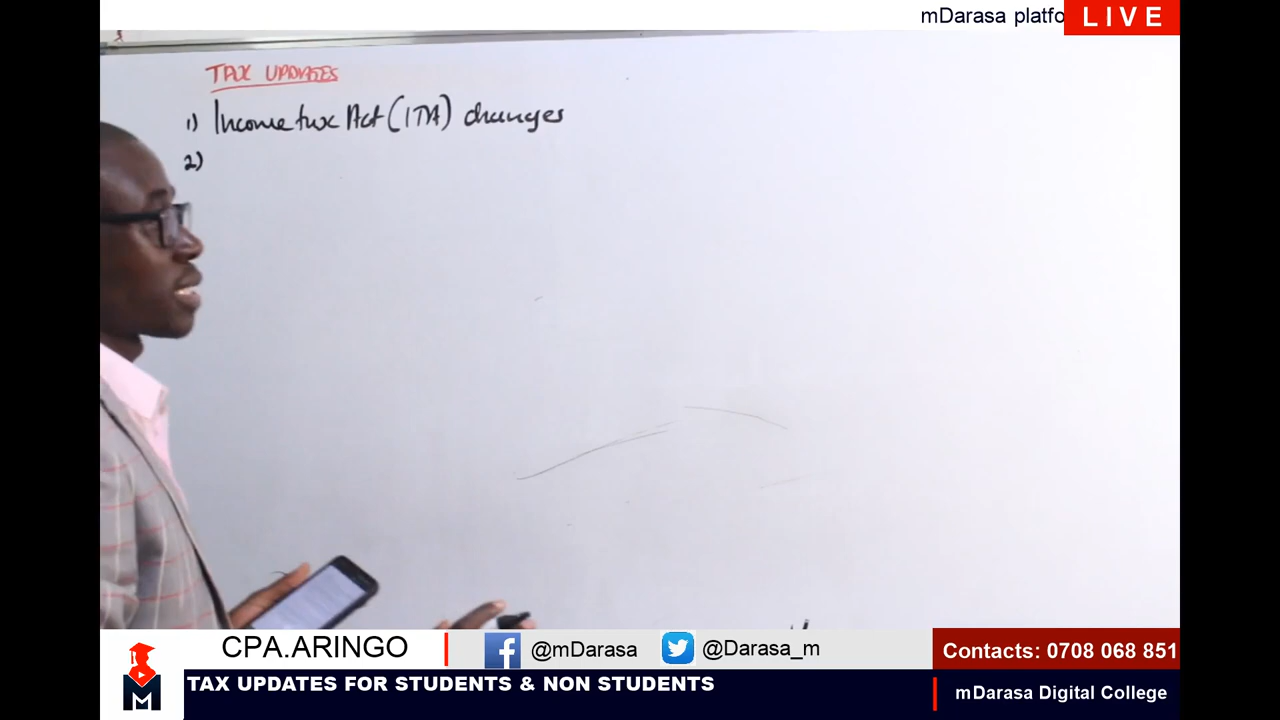 mDarasa platfo
LIVE
TAX UPDATES
1) Income tax Act (ITA) changes
2)
CPA.ARINGO
@mDarasa
@Darasa_m
Contacts: 0708 068 851
M
TAX UPDATES FOR STUDENTS & NON STUDENTS
mDarasa Digital College